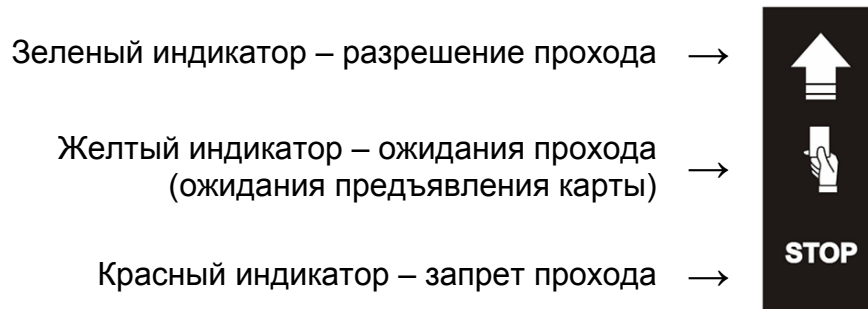 Зеленый индикатор – разрешение прохода →
Желтый индикатор – ожидания прохода
(ожидания предъявления карты) →
STOP
Красный индикатор – запрет прохода →